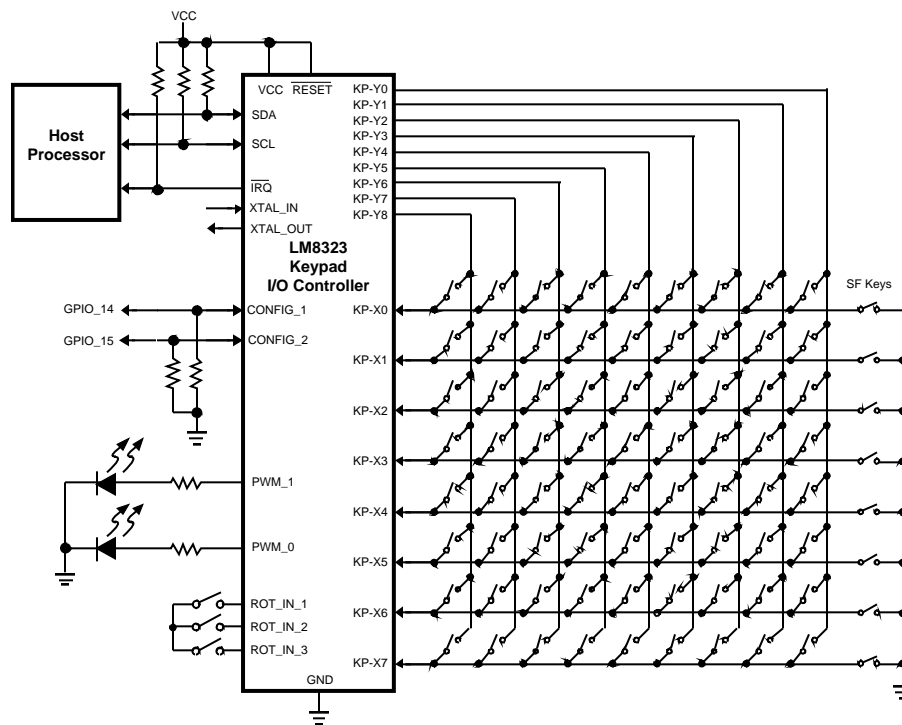 VCC
VCC
RESET
Host
Processor
SDA
SCL
IRQ
XTAL_IN
XTAL_OUT
LM8323
Keypad
I/O Controller
GPIO_14
CONFIG_1
GPIO_15
CONFIG_2
PWM_1
PWM_0
ROT_IN_1
ROT_IN_2
ROT_IN_3
GND
KP-Y0
KP-Y1
KP-Y2
KP-Y3
KP-Y4
KP-Y5
KP-Y6
KP-Y7
KP-Y8
SF Keys
KP-X0
KP-X1
KP-X2
KP-X3
KP-X4
KP-X5
KP-X6
KP-X7